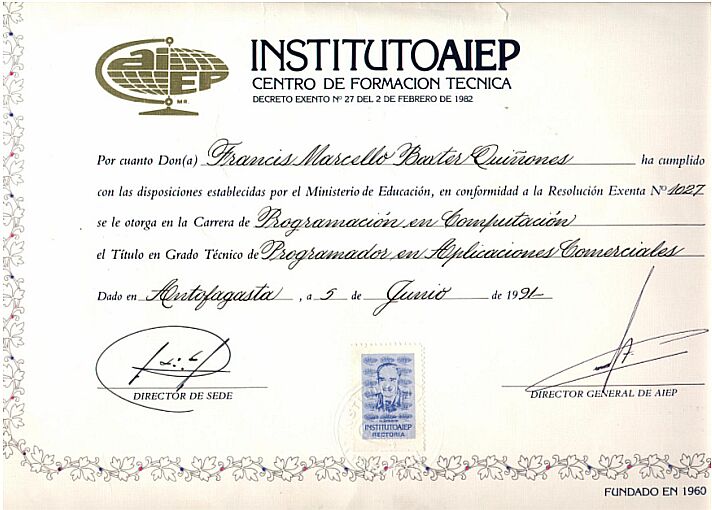 aiEP
M.R.
INSTITUTOAIEP
CENTRO DE FORMACION TECNICA
DECRETO EXENTO Nº 27 DEL 2 DE FEBRERO DE 1982
Por cuanto Don(a) Francis Marcello Baxter Quiñones ha cumplido
con las disposiciones establecidas por el Ministerio de Educación, en conformidad a la Resolución Exenta Nº 1027
se le otorga en la Carrera de Programación en Computación
el Título en Grado Técnico de Programador en Aplicaciones Comerciales
Dado en Antofagasta , a 5 de Junio de 1991-
DIRECTOR DE SEDE
DIRECTOR GENERAL DE AIEP
INSTITUTOAIEP
RECTORIA
FUNDADO EN 1960